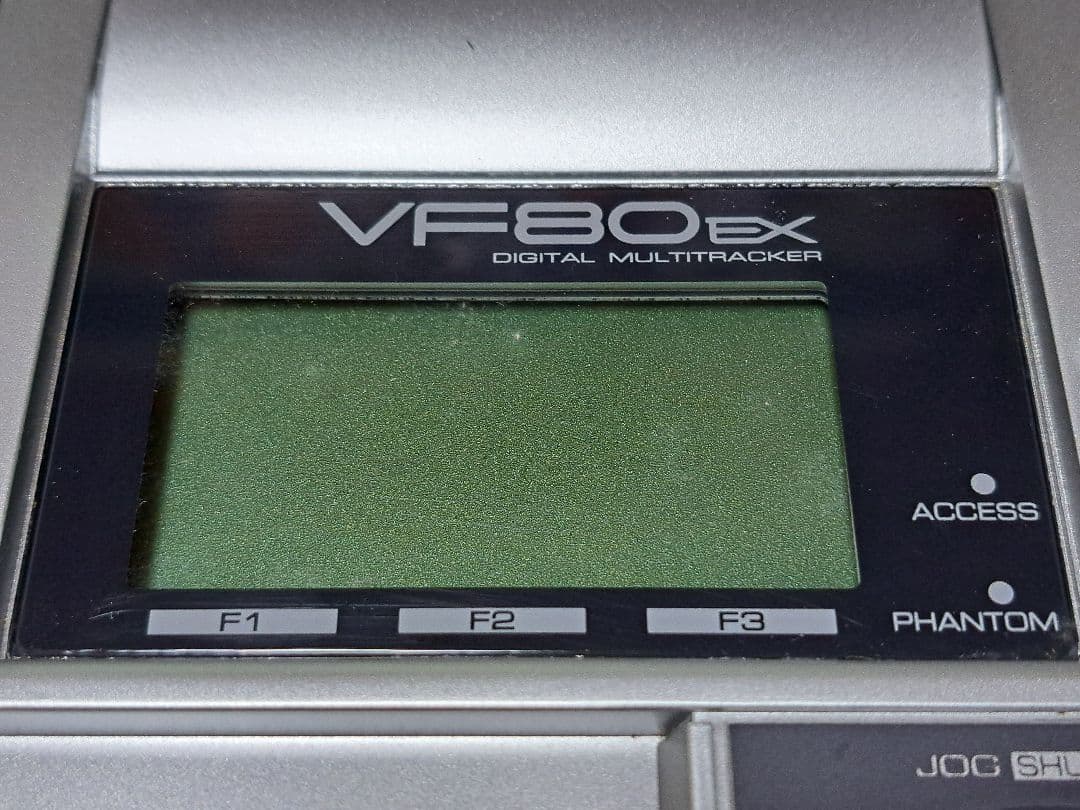 VF80EX
DIGITAL MULTITRACKER
ACCESS
PHANTOM
F1 F2 F3
JOG